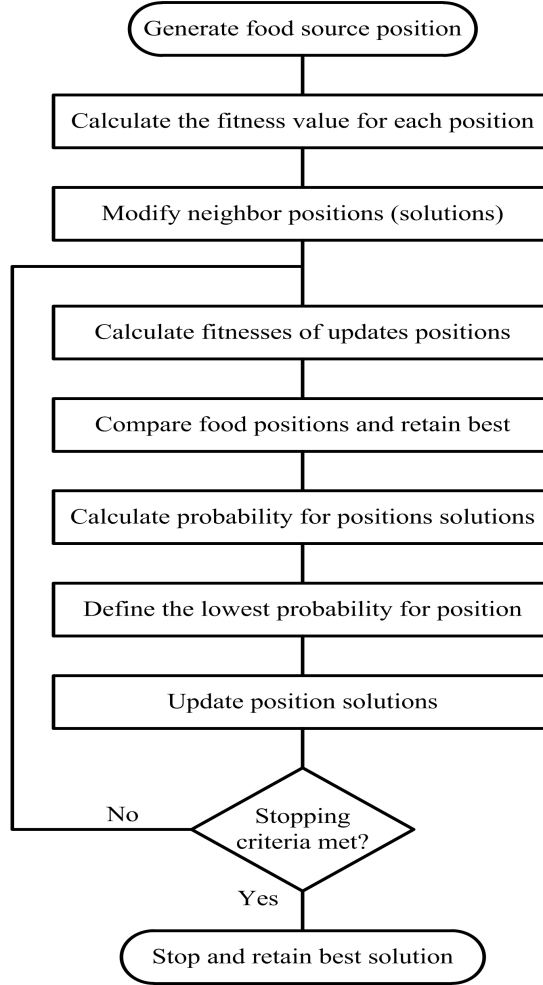 Generate food source position
Calculate the fitness value for each position
Modify neighbor positions (solutions)
Calculate fitnesses of updates positions
Compare food positions and retain best
Calculate probability for positions solutions
Define the lowest probability for position
Update position solutions
Stopping
criteria met?
No
Yes
Stop and retain best solution